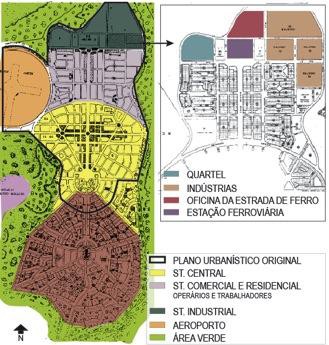 QUARTEL
INDÚSTRIAS
OFICINA DA ESTRADA DE FERRO
ESTAÇÃO FERROVIÁRIA
PLANO URBANÍSTICO ORIGINAL
ST. CENTRAL
ST. COMERCIAL E RESIDENCIAL
OPERÁRIOS E TRABALHADORES
ST. INDUSTRIAL
AEROPORTO
ÁREA VERDE
N